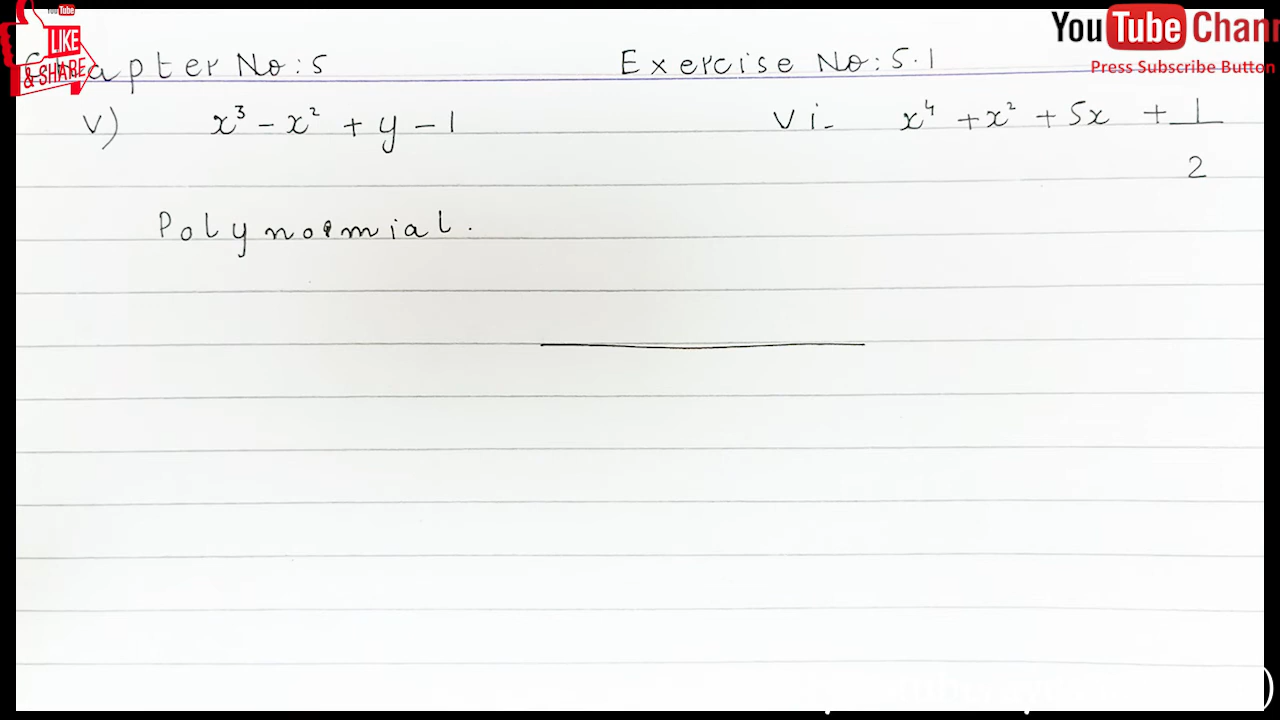 YouTube
LIKE
& SHARE
YouTube Chann
Press Subscribe Button
Chapter No:5 Exercise No:5.1
v) x³ - x² + y - 1 vi- x⁴ + x² + 5x + 1/2
Polynomial.